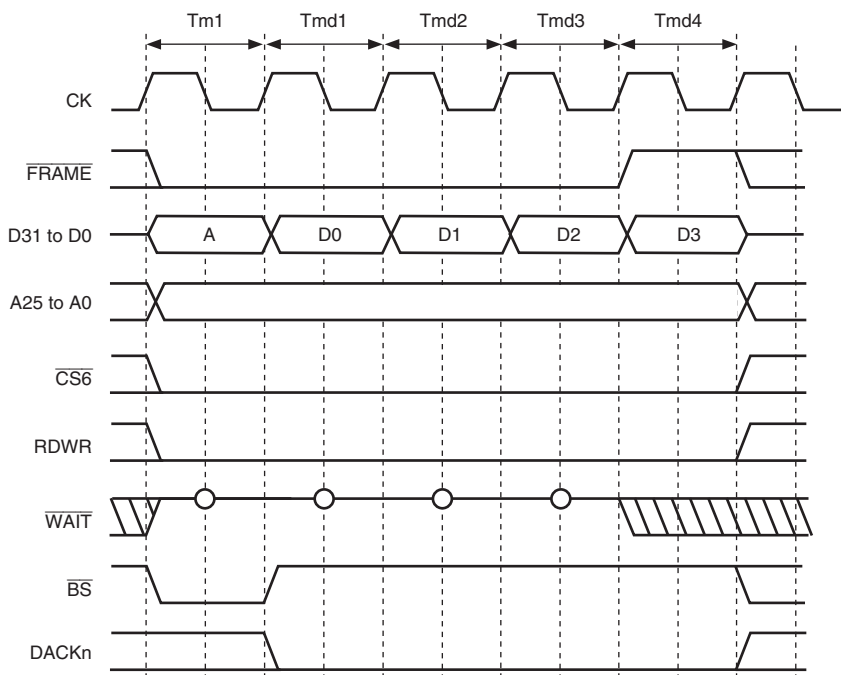 Tm1 Tmd1 Tmd2 Tmd3 Tmd4
CK
FRAME
D31 to D0 A D0 D1 D2 D3
A25 to A0
CS6
RDWR
WAIT
BS
DACKn